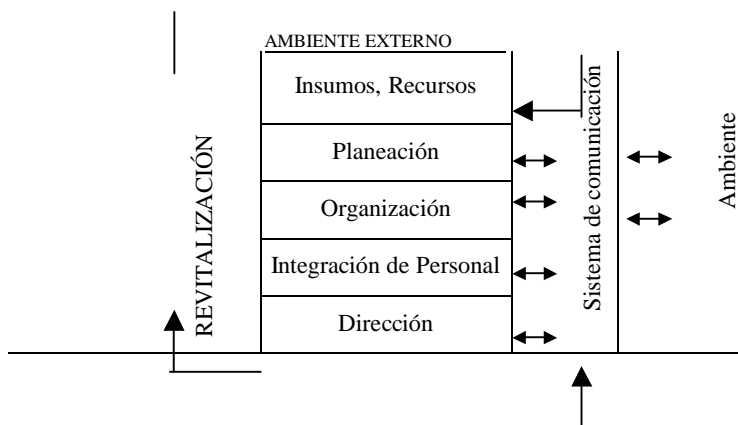 AMBIENTE EXTERNO
Insumos, Recursos
Planeación
Organización
Integración de Personal
Dirección
REVITALIZACIÓN
Sistema de comunicación
Ambiente